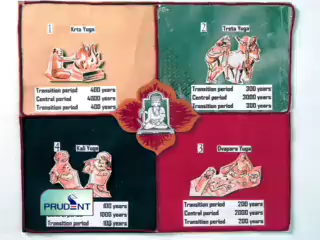 1 Krta Yuga
Transition period 400 years
Central period 4000 years
Transition period 400 years
2 Treta Yuga
Transition period 300 years
Central period 3000 years
Transition period 300 years
4 Kali Yuga
100 years
period 1000 years
Transition period 100 years
PRUDENT
3 Dvapara Yuga
Transition period 200 years
Central period 2000 years
Transition period 200 years